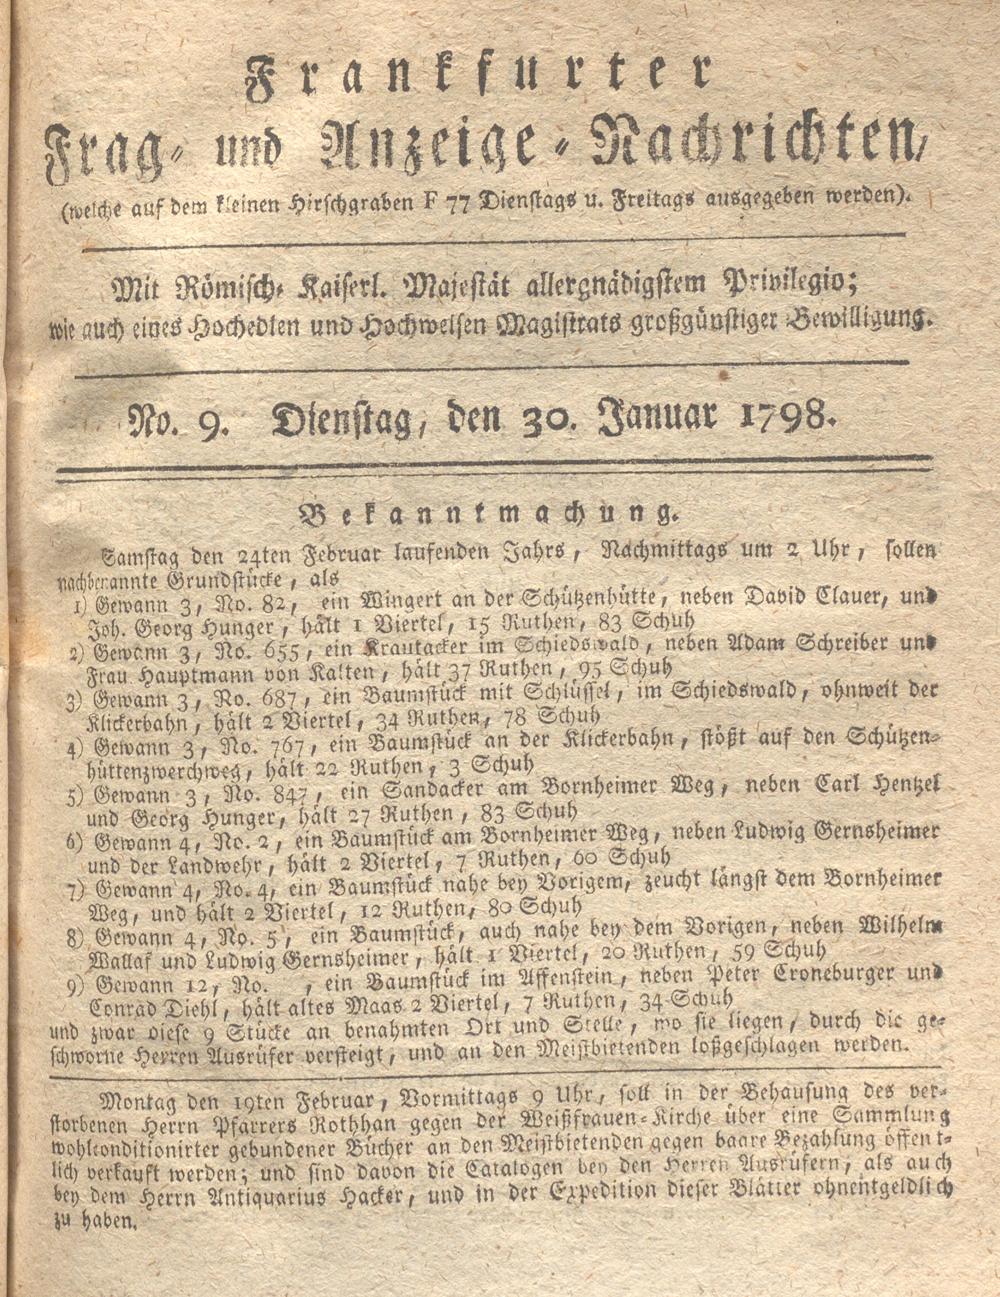 Frankfurter
Frag- und Anzeige-Nachrichten,
(welche auf dem kleinen Hirschgraben F 77 Dienstags u. Freitags ausgegeben werden).
Mit Römisch-Kaiserl. Majestät allergnädigstem Privilegio;
wie auch eines Hochedlen und Hochweisen Magistrats großgünstiger Bewilligung.
No. 9. Dienstag, den 30. Januar 1798.
Bekanntmachung.
Samstag den 24ten Februar laufenden Jahrs, Nachmittags um 2 Uhr, sollen
nachbenannte Grundstücke, als
1) Gewann 3, No. 82, ein Wingert an der Schützenhütte, neben David Clauer, und
Joh. Georg Hunger, hält 1 Viertel, 15 Ruthen, 83 Schuh
2) Gewann 3, No. 655, ein Krautacker im Schiedswald, neben Adam Schreiber und
Frau Hauptmann von Kalten, hält 37 Ruthen, 95 Schuh
3) Gewann 3, No. 687, ein Baumstück mit Schlüssel, im Schiedswald, ohnweit der
Klickerbahn, hält 2 Viertel, 34 Ruthen, 78 Schuh
4) Gewann 3, No. 767, ein Baumstück an der Klickerbahn, stößt auf den Schützen-
hüttenzwerchweg, hält 22 Ruthen, 3 Schuh
5) Gewann 3, No. 847, ein Sandacker am Bornheimer Weg, neben Carl Hentzel
und Georg Hunger, hält 27 Ruthen, 83 Schuh
6) Gewann 4, No. 2, ein Baumstück am Bornheimer Weg, neben Ludwig Gernsheimer
und der Landwehr, hält 2 Viertel, 7 Ruthen, 60 Schuh
7) Gewann 4, No. 4, ein Baumstück nahe bey Vorigem, zeucht längst dem Bornheimer
Weg, und hält 2 Viertel, 12 Ruthen, 80 Schuh
8) Gewann 4, No. 5, ein Baumstück, auch nahe bey dem Vorigen, neben Wilhelm
Wallaf und Ludwig Gernsheimer, hält 1 Viertel, 20 Ruthen, 59 Schuh
9) Gewann 12, No. , ein Baumstück im Affenstein, neben Peter Croneburger und
Conrad Diehl, hält altes Maas 2 Viertel, 7 Ruthen, 34 Schuh
und zwar diese 9 Stücke an benahmten Ort und Stelle, wo sie liegen, durch die ge-
schworne Herren Ausrüfer versteigt, und an den Meistbietenden loßgeschlagen werden.
Montag den 19ten Februar, Vormittags 9 Uhr, soll in der Behausung des ver-
storbenen Herrn Pfarrers Rothhan gegen der Weißfrauen-Kirche über eine Sammlung
wohlconditionirter gebundener Bücher an den Meistbietenden gegen baare Bezahlung öffent-
lich verkauft werden; und sind davon die Catalogen bey den Herren Ausrüfern, als auch
bey dem Herrn Antiquarius Hacker, und in der Expedition dieser Blätter ohnentgeldlich
zu haben.